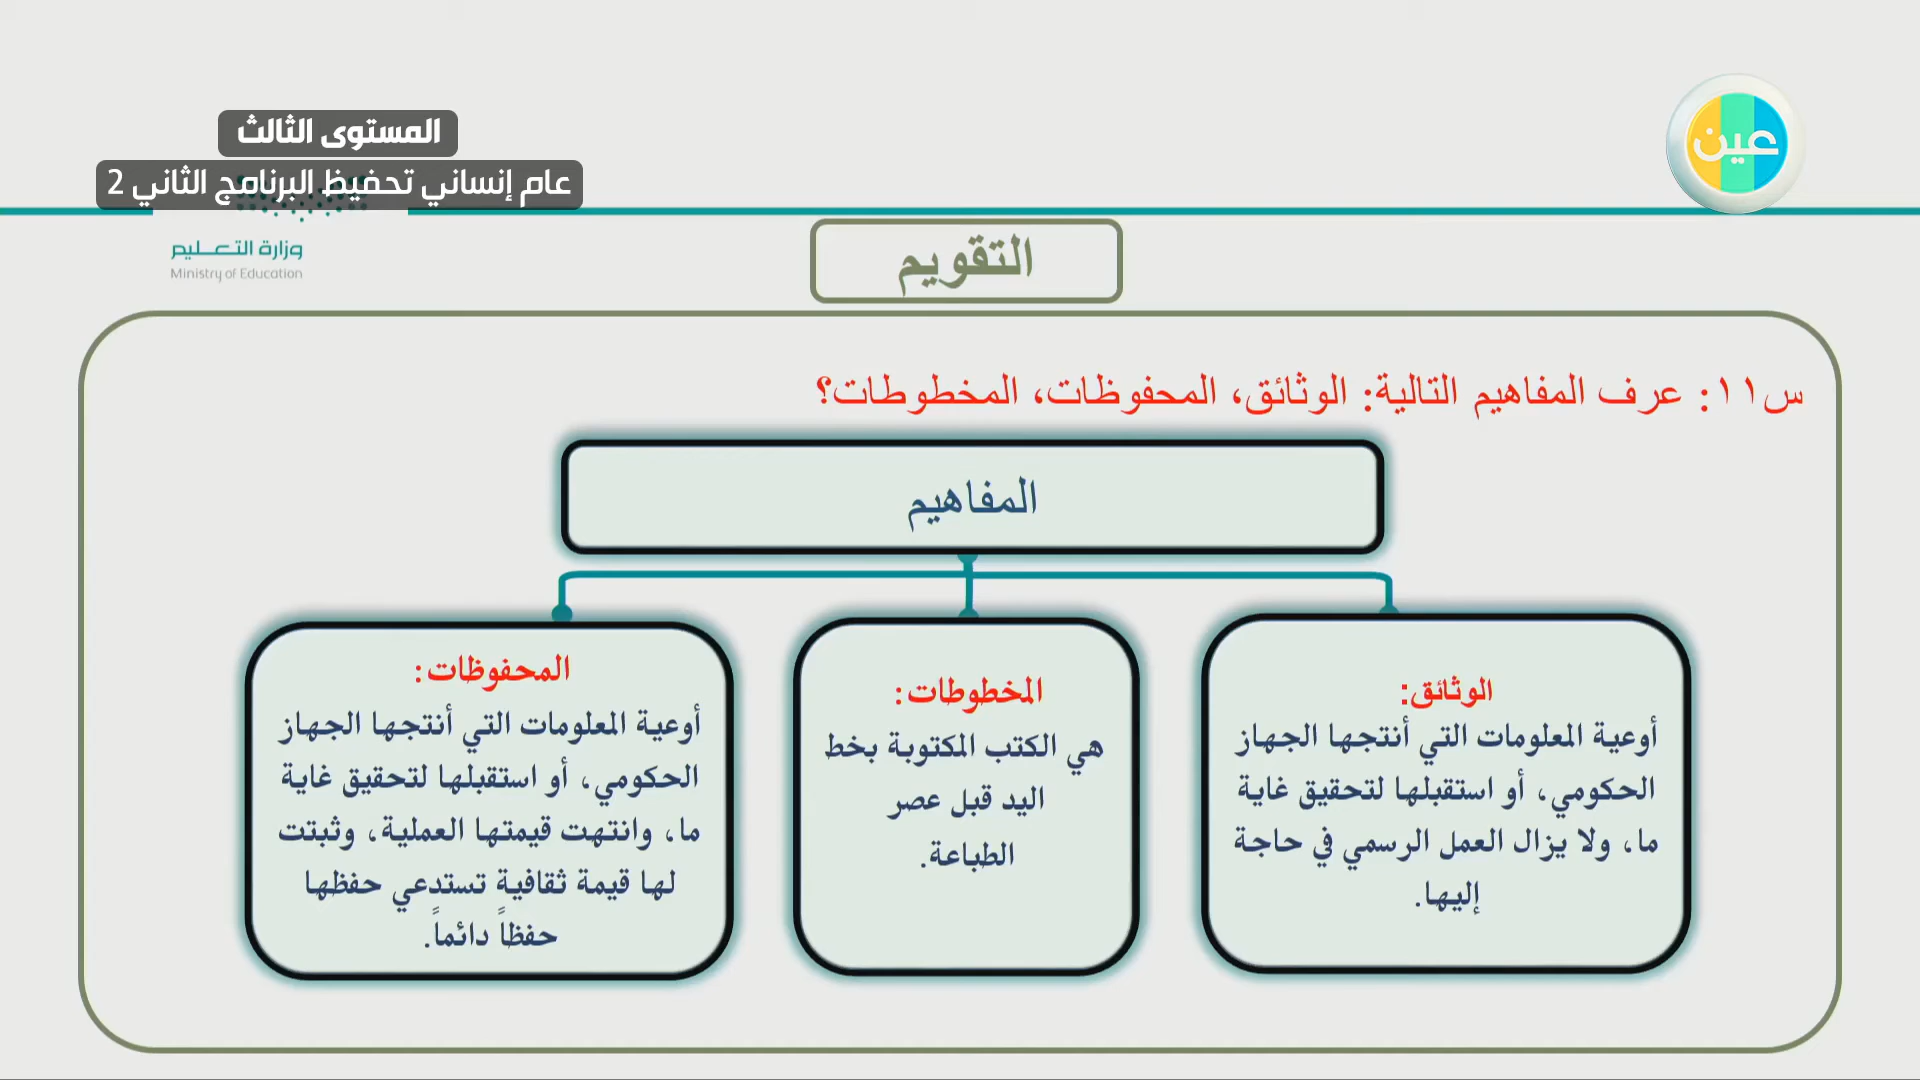 المستوى الثالث
عام إنساني تحفيظ البرنامج الثاني 2
عين
وزارة التعليم
Ministry of Education
التقويم
س١١: عرف المفاهيم التالية: الوثائق، المحفوظات، المخطوطات؟
المفاهيم
الوثائق:
أوعية المعلومات التي أنتجها الجهاز
الحكومي، أو استقبلها لتحقيق غاية
ما، ولا يزال العمل الرسمي في حاجة
إليها.
المخطوطات:
هي الكتب المكتوبة بخط
اليد قبل عصر
الطباعة.
المحفوظات:
أوعية المعلومات التي أنتجها الجهاز
الحكومي، أو استقبلها لتحقيق غاية
ما، وانتهت قيمتها العملية، وثبتت
لها قيمة ثقافية تستدعي حفظها
حفظاً دائماً.